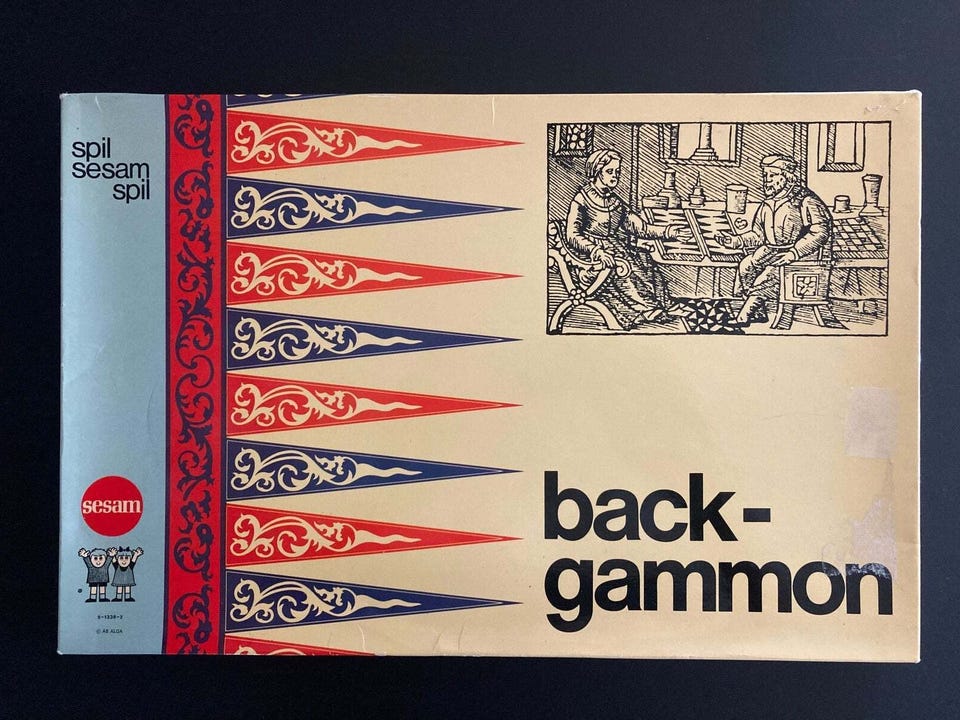 spil
sesam
spil
back-
gammon
sesam
© AB ALGA